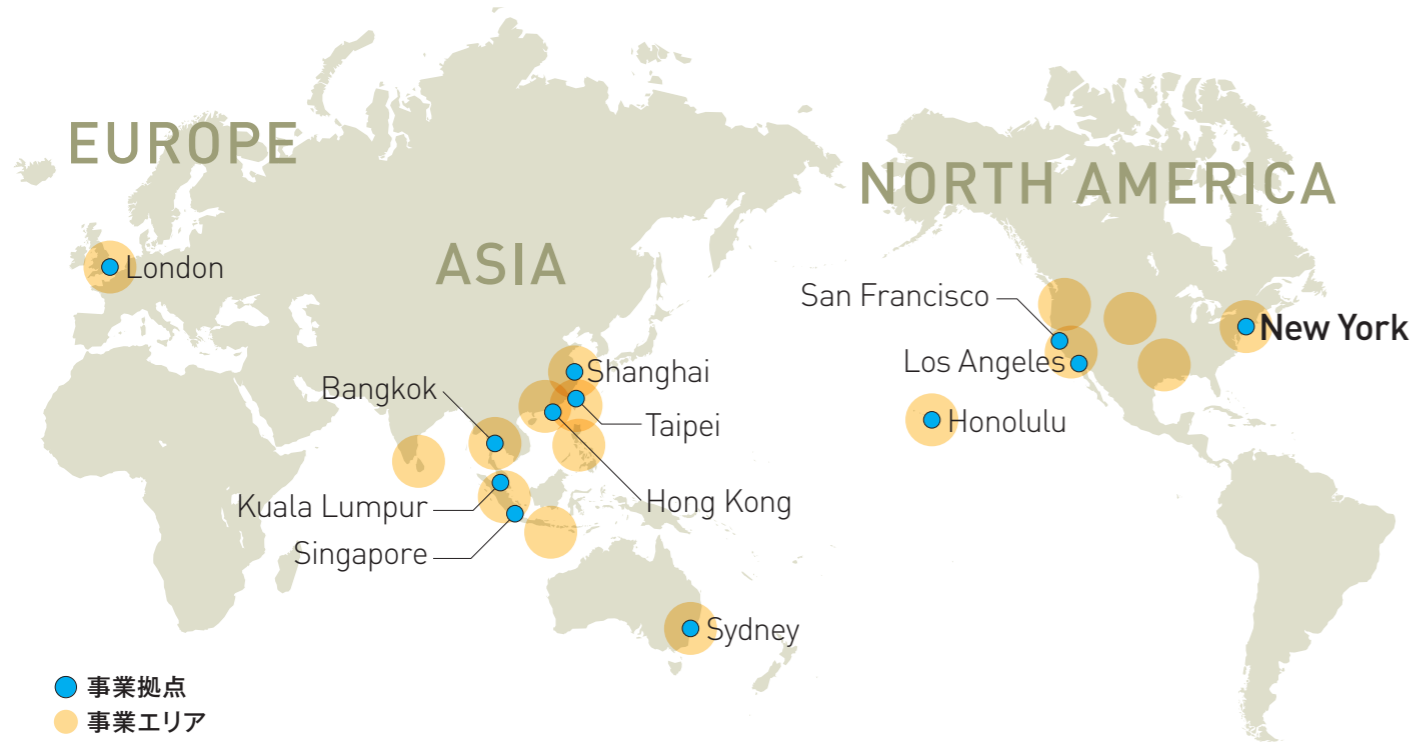 EUROPE
NORTH AMERICA
ASIA
London
San Francisco
New York
Los Angeles
Shanghai
Bangkok
Taipei
Honolulu
Kuala Lumpur
Hong Kong
Singapore
Sydney
事業拠点
事業エリア